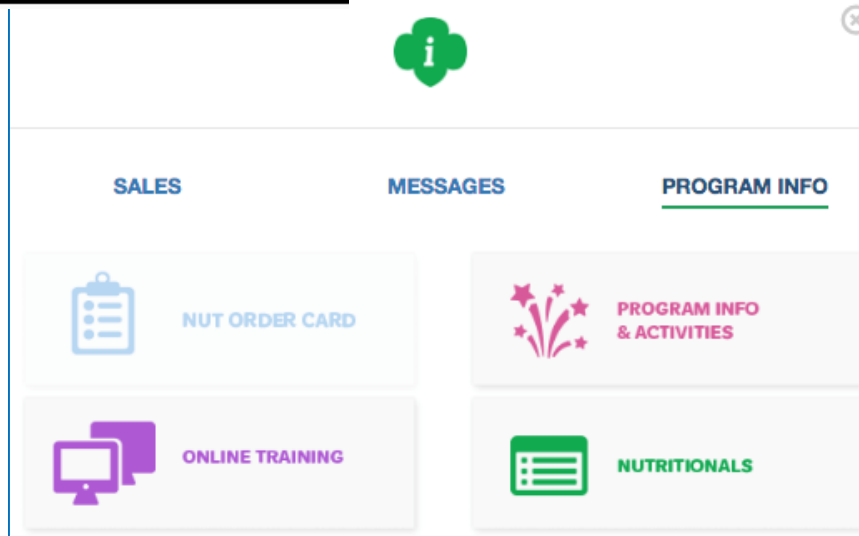 i
SALES
MESSAGES
PROGRAM INFO
NUT ORDER CARD
PROGRAM INFO
& ACTIVITIES
ONLINE TRAINING
NUTRITIONALS